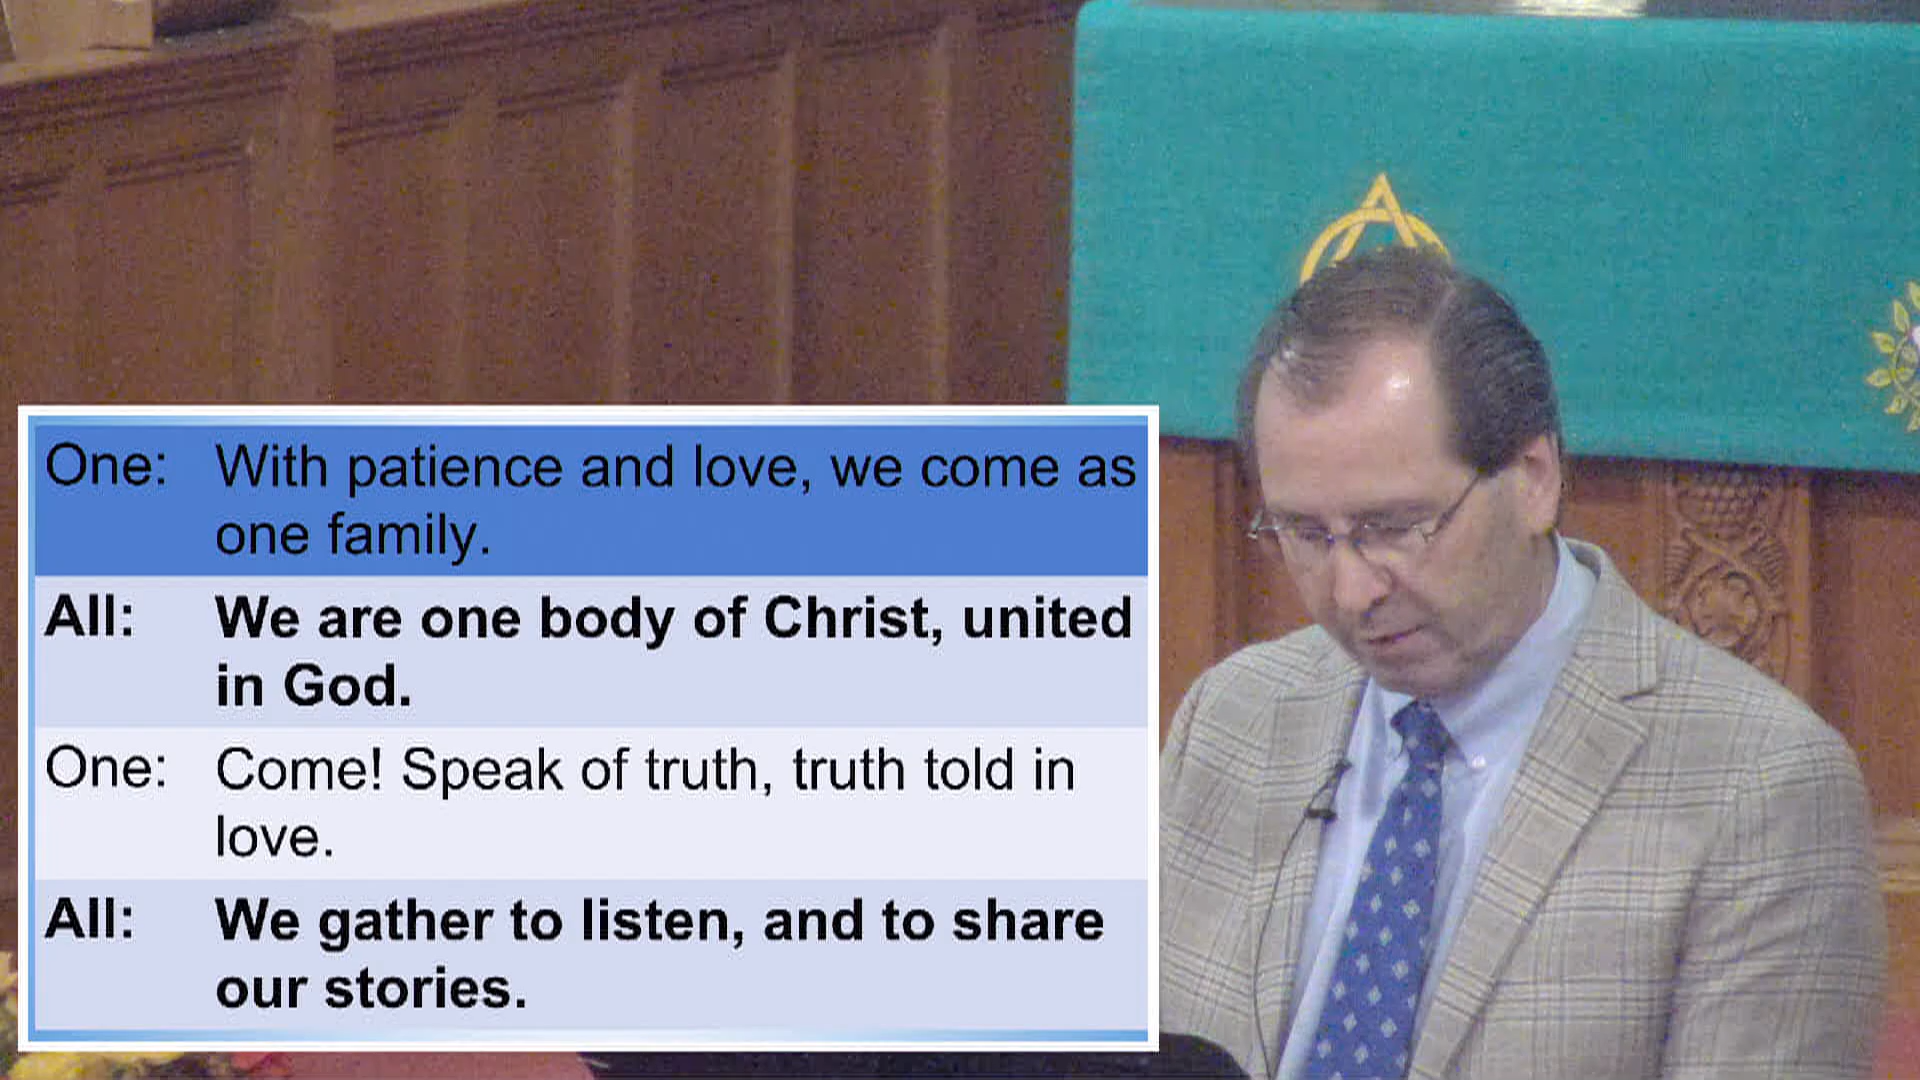 One: With patience and love, we come as
one family.
All: We are one body of Christ, united
in God.
One: Come! Speak of truth, truth told in
love.
All: We gather to listen, and to share
our stories.